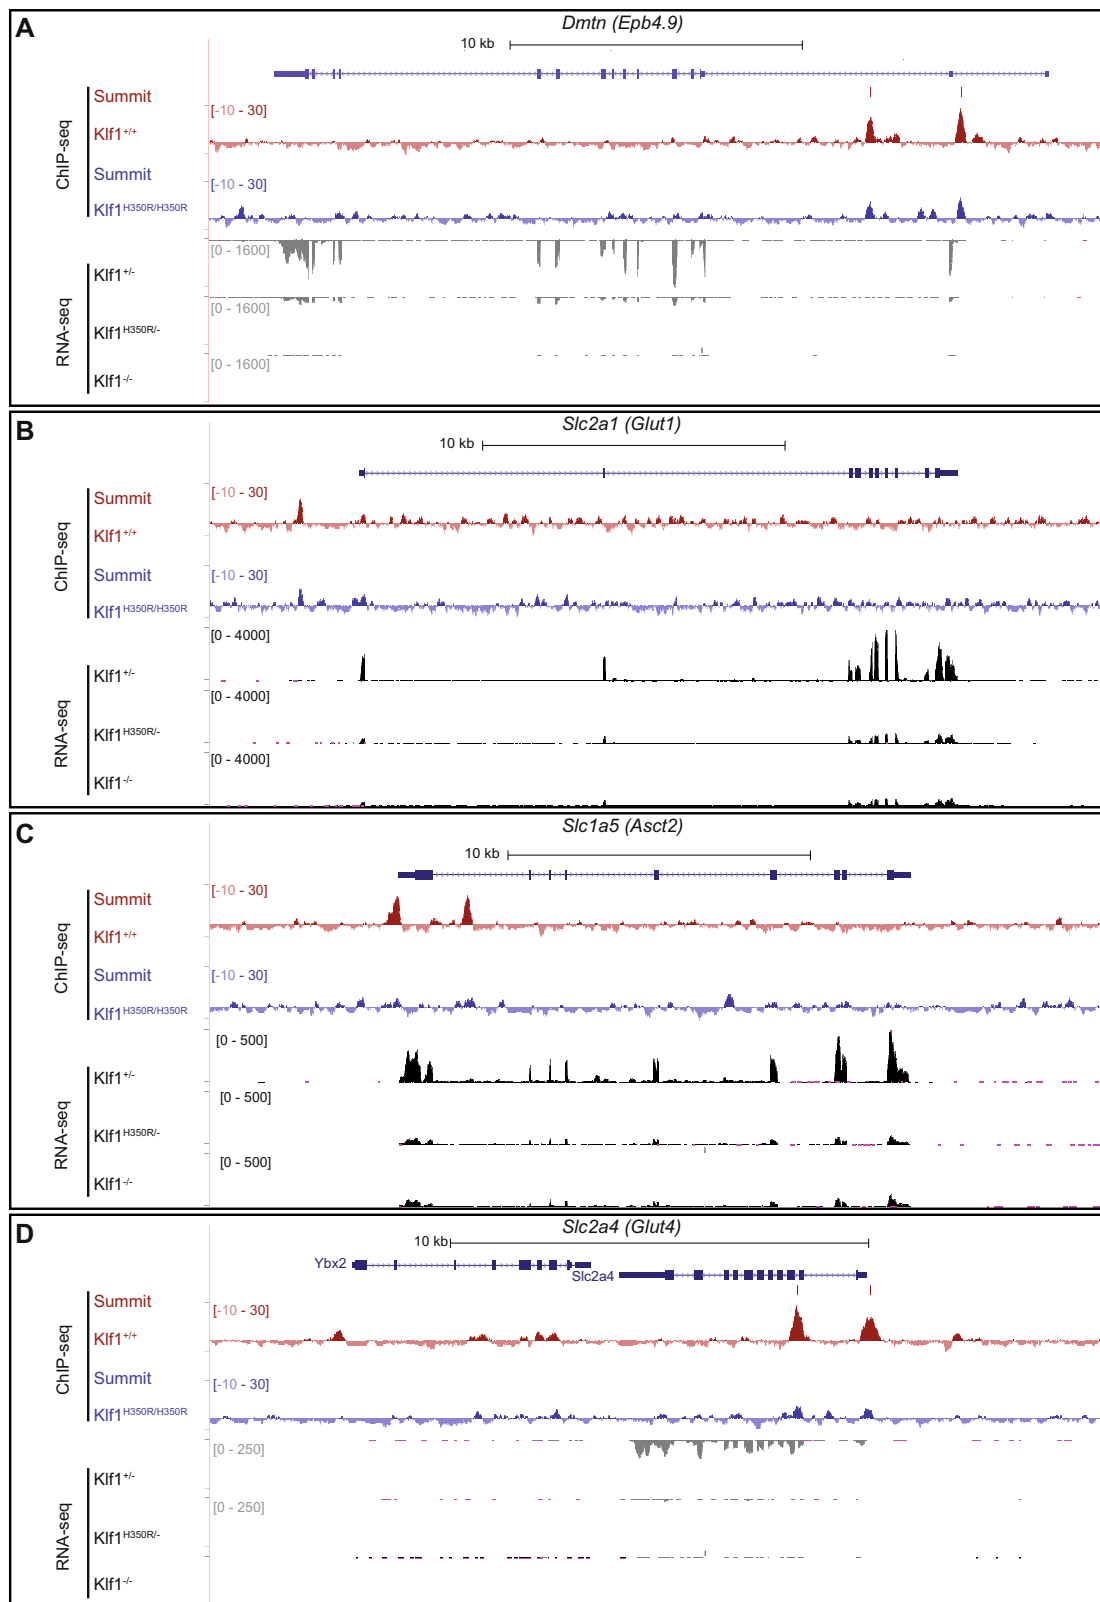 A
Dmtn (Epb4.9)
10 kb
ChIP-seq
Summit
[-10 - 30]
Klf1+/+
Summit
[-10 - 30]
Klf1H350R/H350R
RNA-seq
[0 - 1600]
Klf1+/-
[0 - 1600]
Klf1H350R/-
[0 - 1600]
Klf1-/-
B
Slc2a1 (Glut1)
10 kb
ChIP-seq
Summit
[-10 - 30]
Klf1+/+
Summit
[-10 - 30]
Klf1H350R/H350R
RNA-seq
[0 - 4000]
Klf1+/-
[0 - 4000]
Klf1H350R/-
[0 - 4000]
Klf1-/-
C
Slc1a5 (Asct2)
10 kb
ChIP-seq
Summit
[-10 - 30]
Klf1+/+
Summit
[-10 - 30]
Klf1H350R/H350R
RNA-seq
[0 - 500]
Klf1+/-
[0 - 500]
Klf1H350R/-
[0 - 500]
Klf1-/-
D
Slc2a4 (Glut4)
10 kb
Ybx2
Slc2a4
ChIP-seq
Summit
[-10 - 30]
Klf1+/+
Summit
[-10 - 30]
Klf1H350R/H350R
RNA-seq
[0 - 250]
Klf1+/-
[0 - 250]
Klf1H350R/-
Klf1-/-